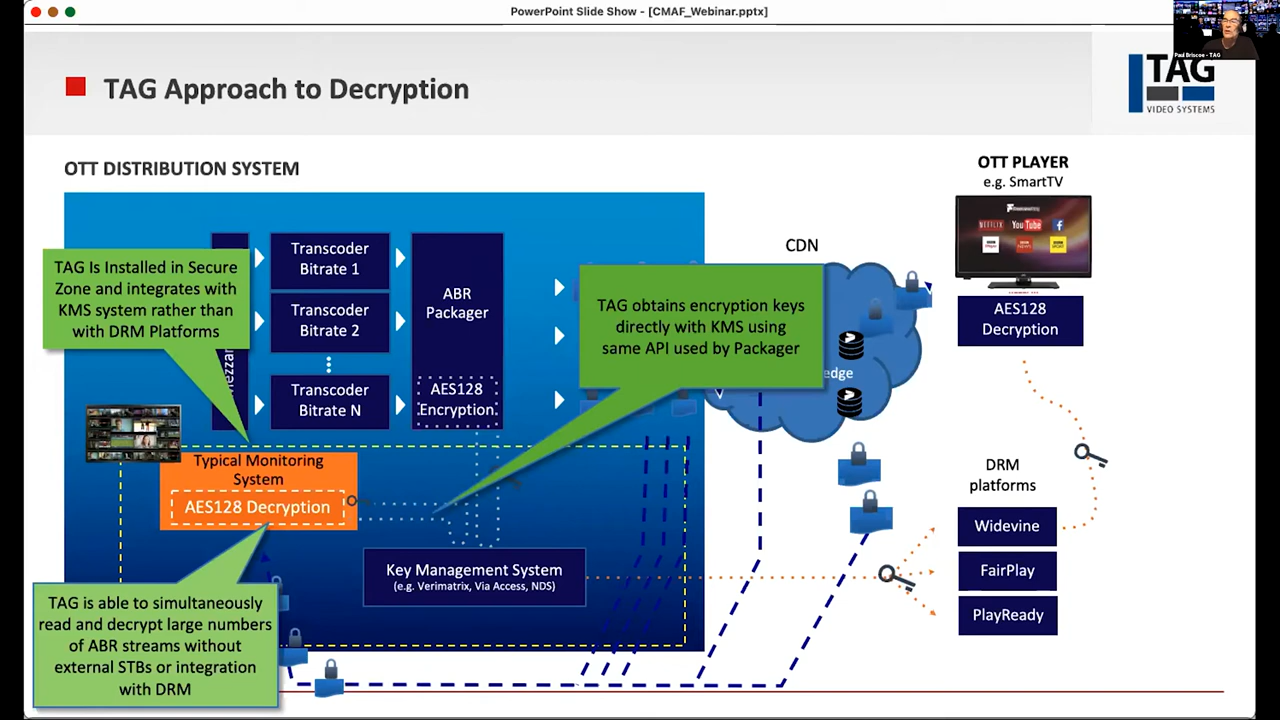 PowerPoint Slide Show - [CMAF_Webinar.pptx]
Paul Briscoe - TAG
TAG Approach to Decryption
TAG
VIDEO SYSTEMS
OTT DISTRIBUTION SYSTEM
OTT PLAYER
e.g. SmartTV
NETFLIX
YouTube
AES128
Decryption
CDN
edge
TAG Is Installed in Secure
Zone and integrates with
KMS system rather than
with DRM Platforms
Transcoder
Bitrate 1
Transcoder
Bitrate 2
Transcoder
Bitrate N
ABR
Packager
AES128
Encryption
TAG obtains encryption keys
directly with KMS using
same API used by Packager
Typical Monitoring
System
AES128 Decryption
Key Management System
(e.g. Verimatrix, Via Access, NDS)
DRM
platforms
Widevine
FairPlay
PlayReady
TAG is able to simultaneously
read and decrypt large numbers
of ABR streams without
external STBs or integration
with DRM